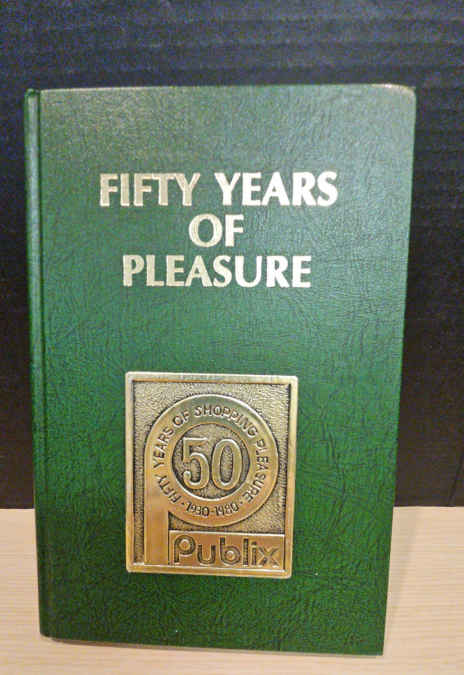 FIFTY YEARS
OF
PLEASURE
FIFTY YEARS OF SHOPPING PLEASURE
50
•1930-1980•
Publix